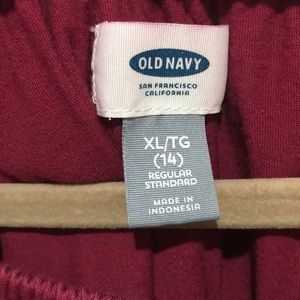 OLD NAVY
SAN FRANCISCO
CALIFORNIA
XL/TG
(14)
REGULAR
STANDARD
MADE IN
INDONESIA